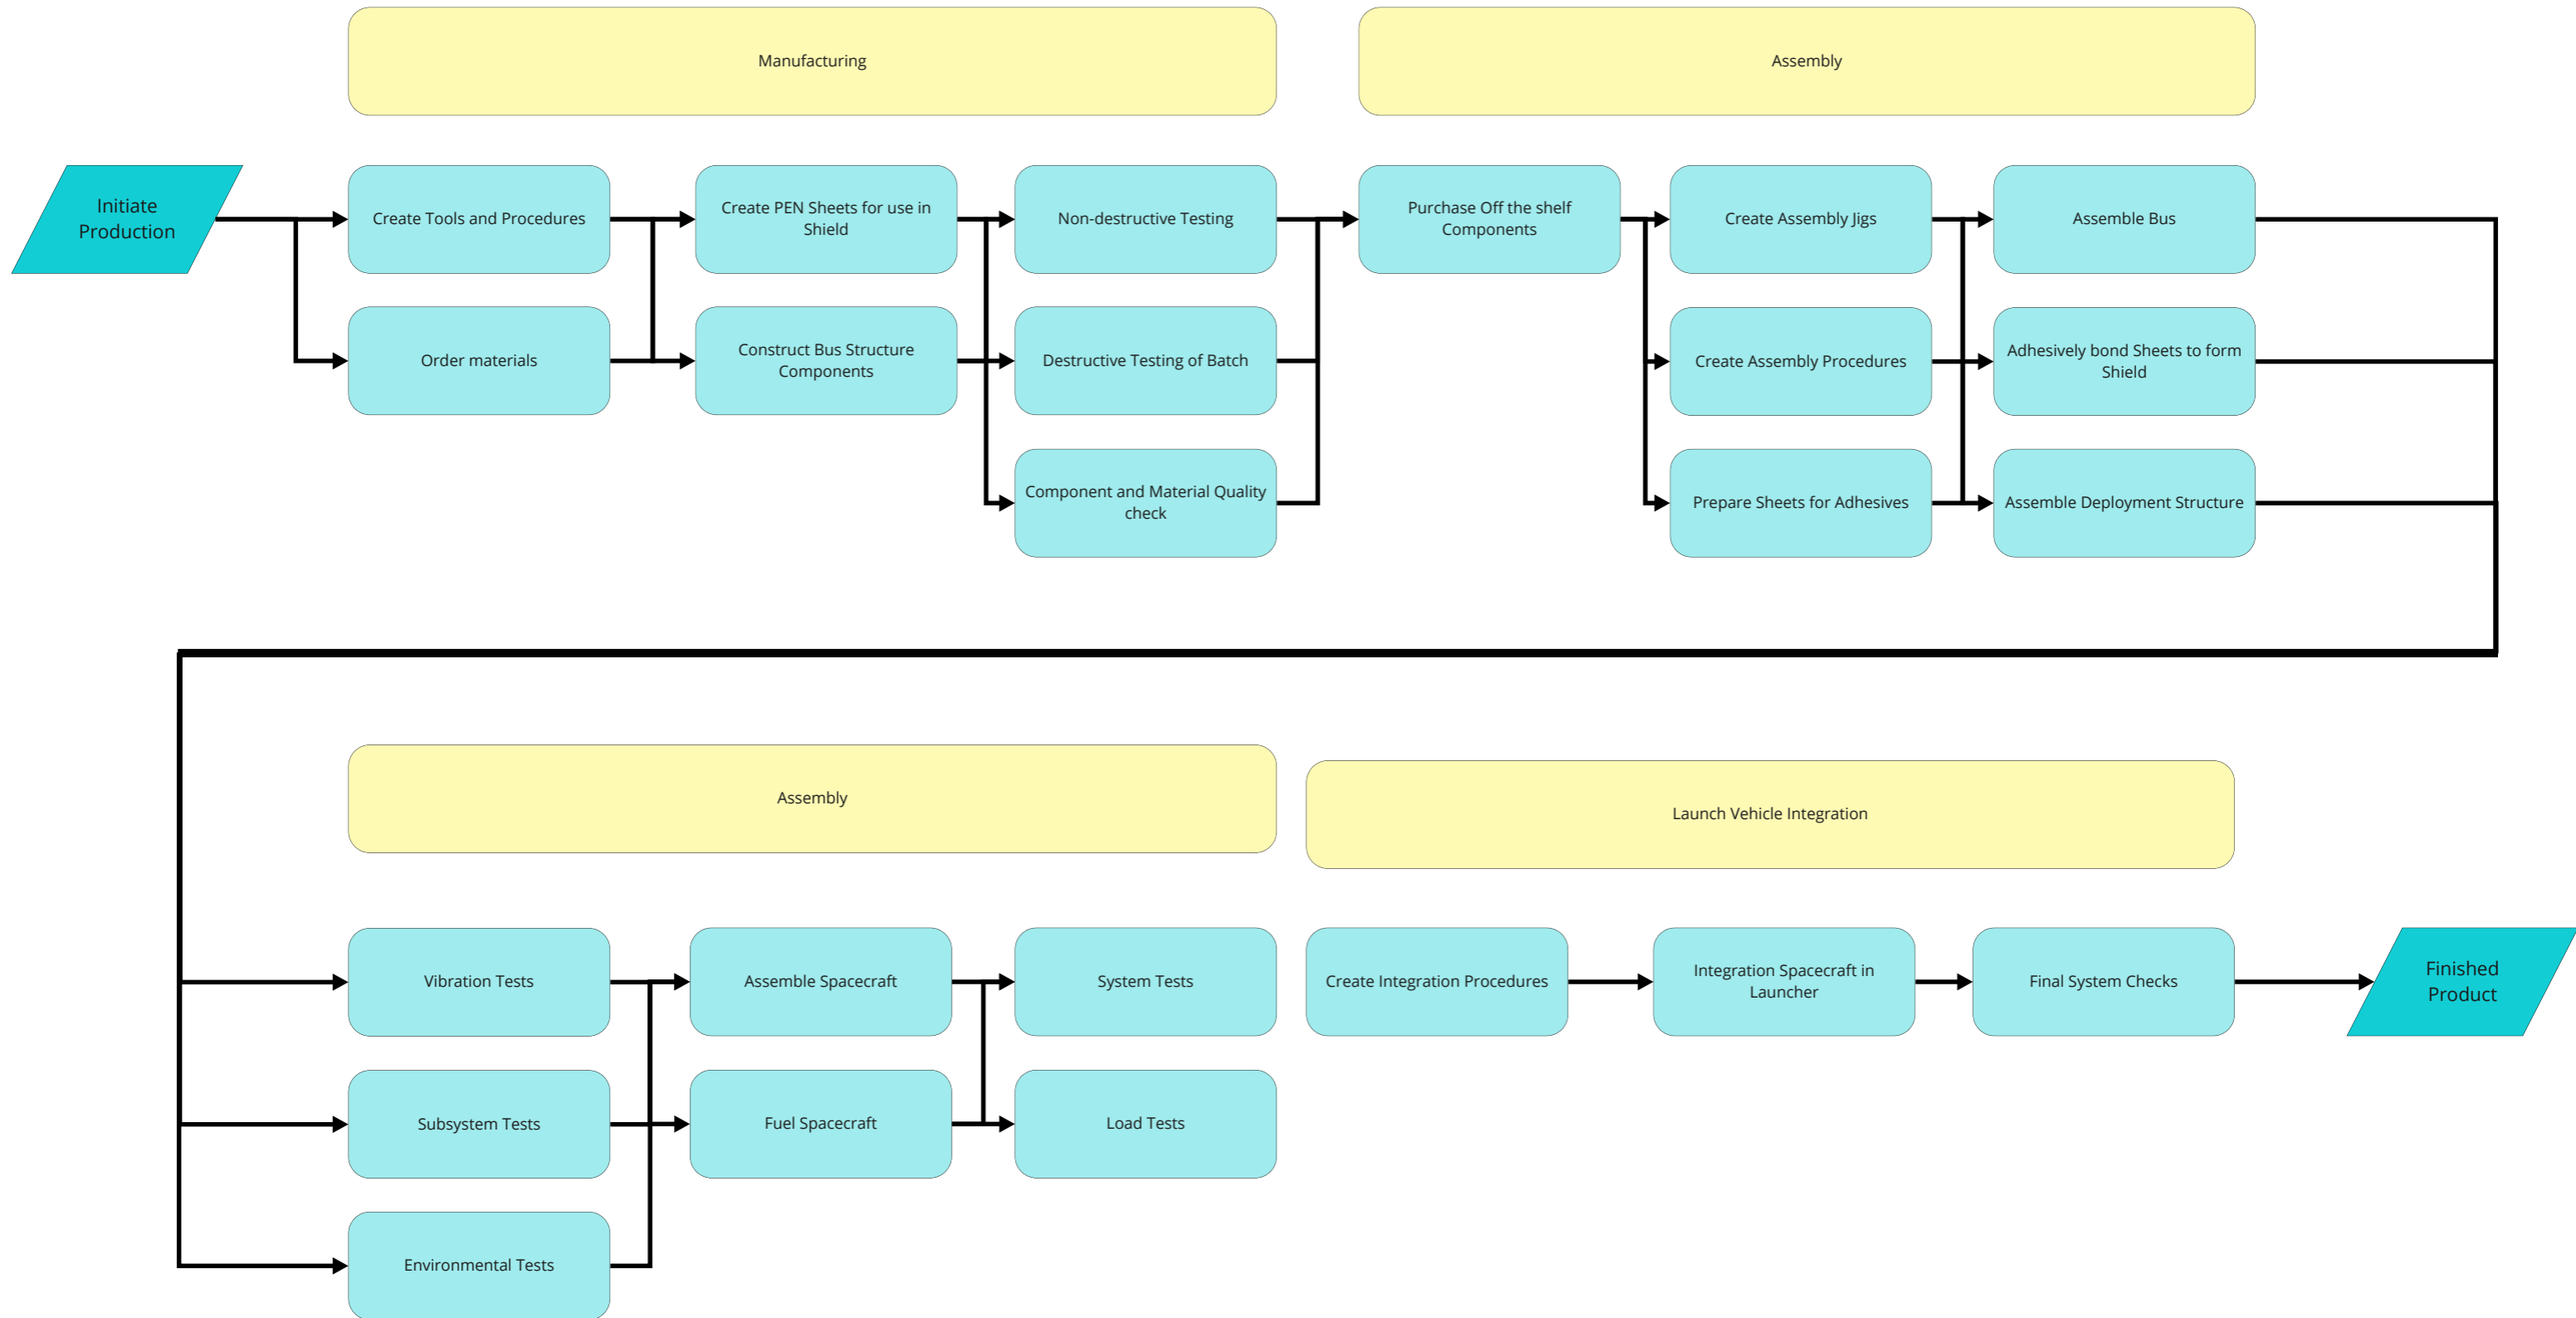 Manufacturing
Assembly
Initiate
Production
Create Tools and Procedures
Create PEN Sheets for use in
Shield
Non-destructive Testing
Purchase Off the shelf
Components
Create Assembly Jigs
Assemble Bus
Order materials
Construct Bus Structure
Components
Destructive Testing of Batch
Create Assembly Procedures
Adhesively bond Sheets to form
Shield
Component and Material Quality
check
Prepare Sheets for Adhesives
Assemble Deployment Structure
Assembly
Launch Vehicle Integration
Vibration Tests
Assemble Spacecraft
System Tests
Create Integration Procedures
Integration Spacecraft in
Launcher
Final System Checks
Finished
Product
Subsystem Tests
Fuel Spacecraft
Load Tests
Environmental Tests